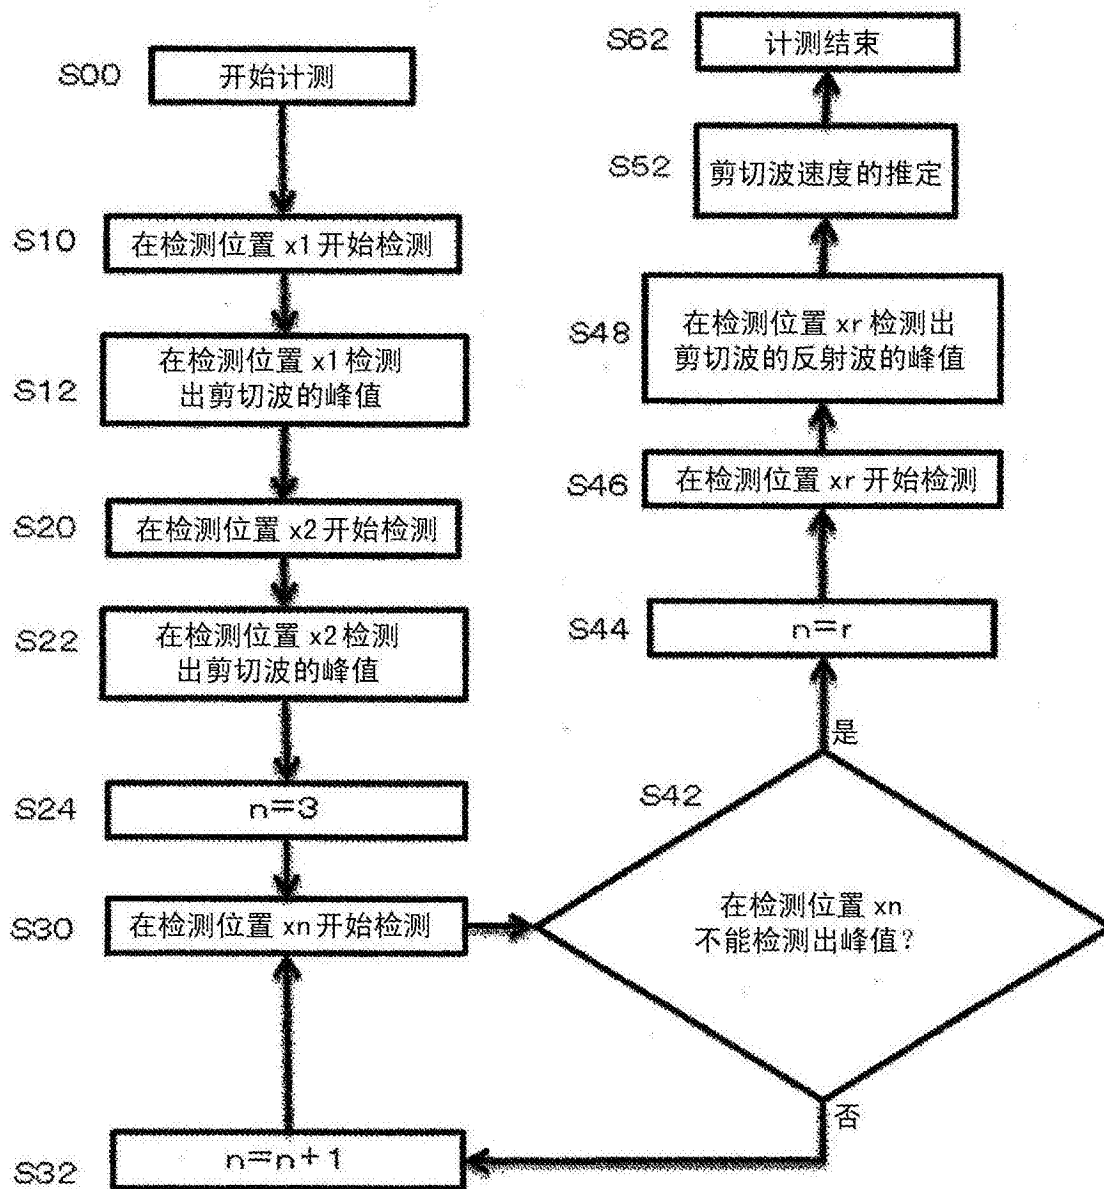 S00
开始计测
S10
在检测位置 x1 开始检测
S12
在检测位置 x1 检测
出剪切波的峰值
S20
在检测位置 x2 开始检测
S22
在检测位置 x2 检测
出剪切波的峰值
S24
n=3
S30
在检测位置 xn 开始检测
S32
n=n+1
S42
在检测位置 xn
不能检测出峰值?
是
否
S44
n=r
S46
在检测位置 xr 开始检测
S48
在检测位置 xr 检测出
剪切波的反射波的峰值
S52
剪切波速度的推定
S62
计测结束